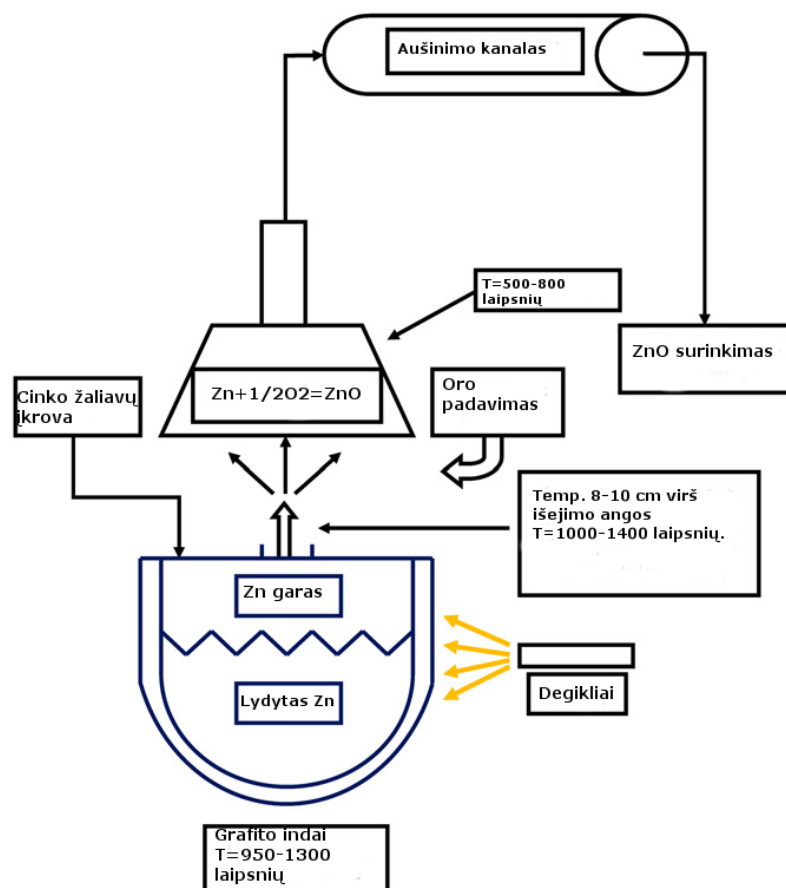 Aušinimo kanalas
T=500-800
laipsnių
ZnO surinkimas
Zn+1/2O2=ZnO
Oro
padavimas
Cinko žaliavų
įkrova
Temp. 8-10 cm virš
išejimo angos
T=1000-1400 laipsnių.
Zn garas
Lydytas Zn
Degikliai
Grafito indai
T=950-1300
laipsnių